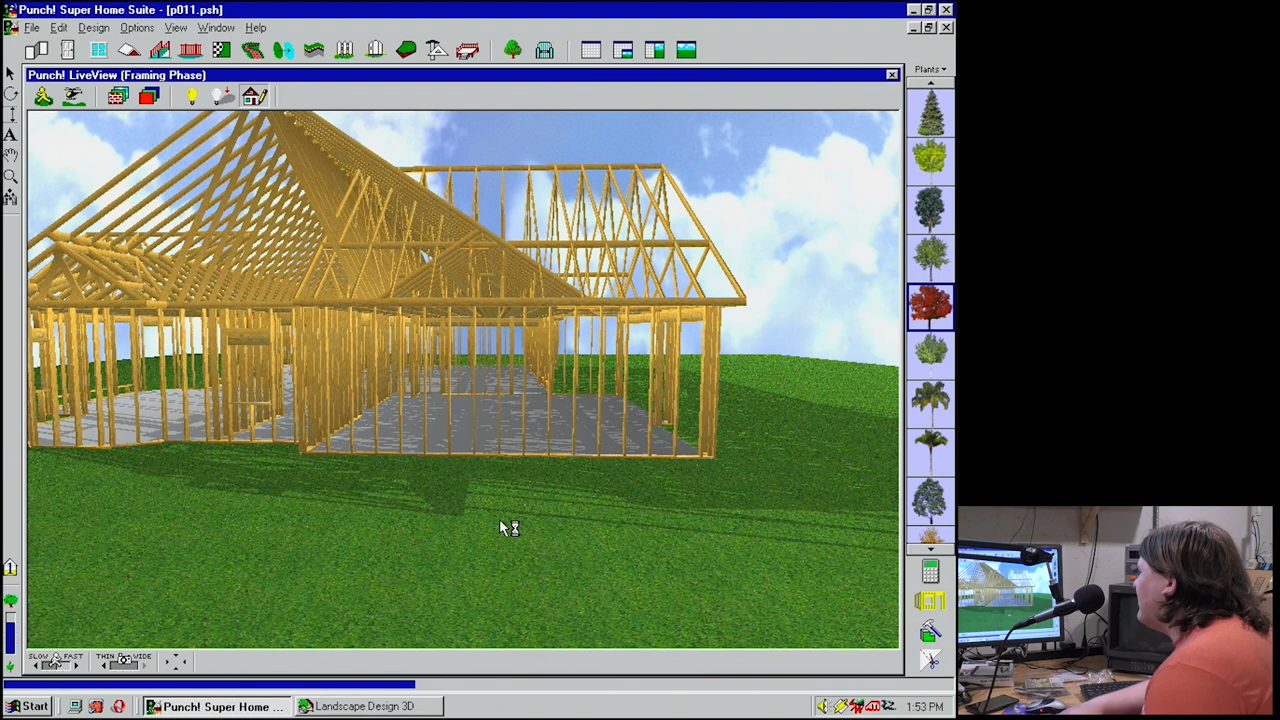 Punch! Super Home Suite - [p011.psh]
File Edit Design Options View Window Help
Punch! LiveView (Framing Phase)
Plants
SLOW FAST THIN WIDE
Start Punch! Super Home ... Landscape Design 3D 1:53 PM